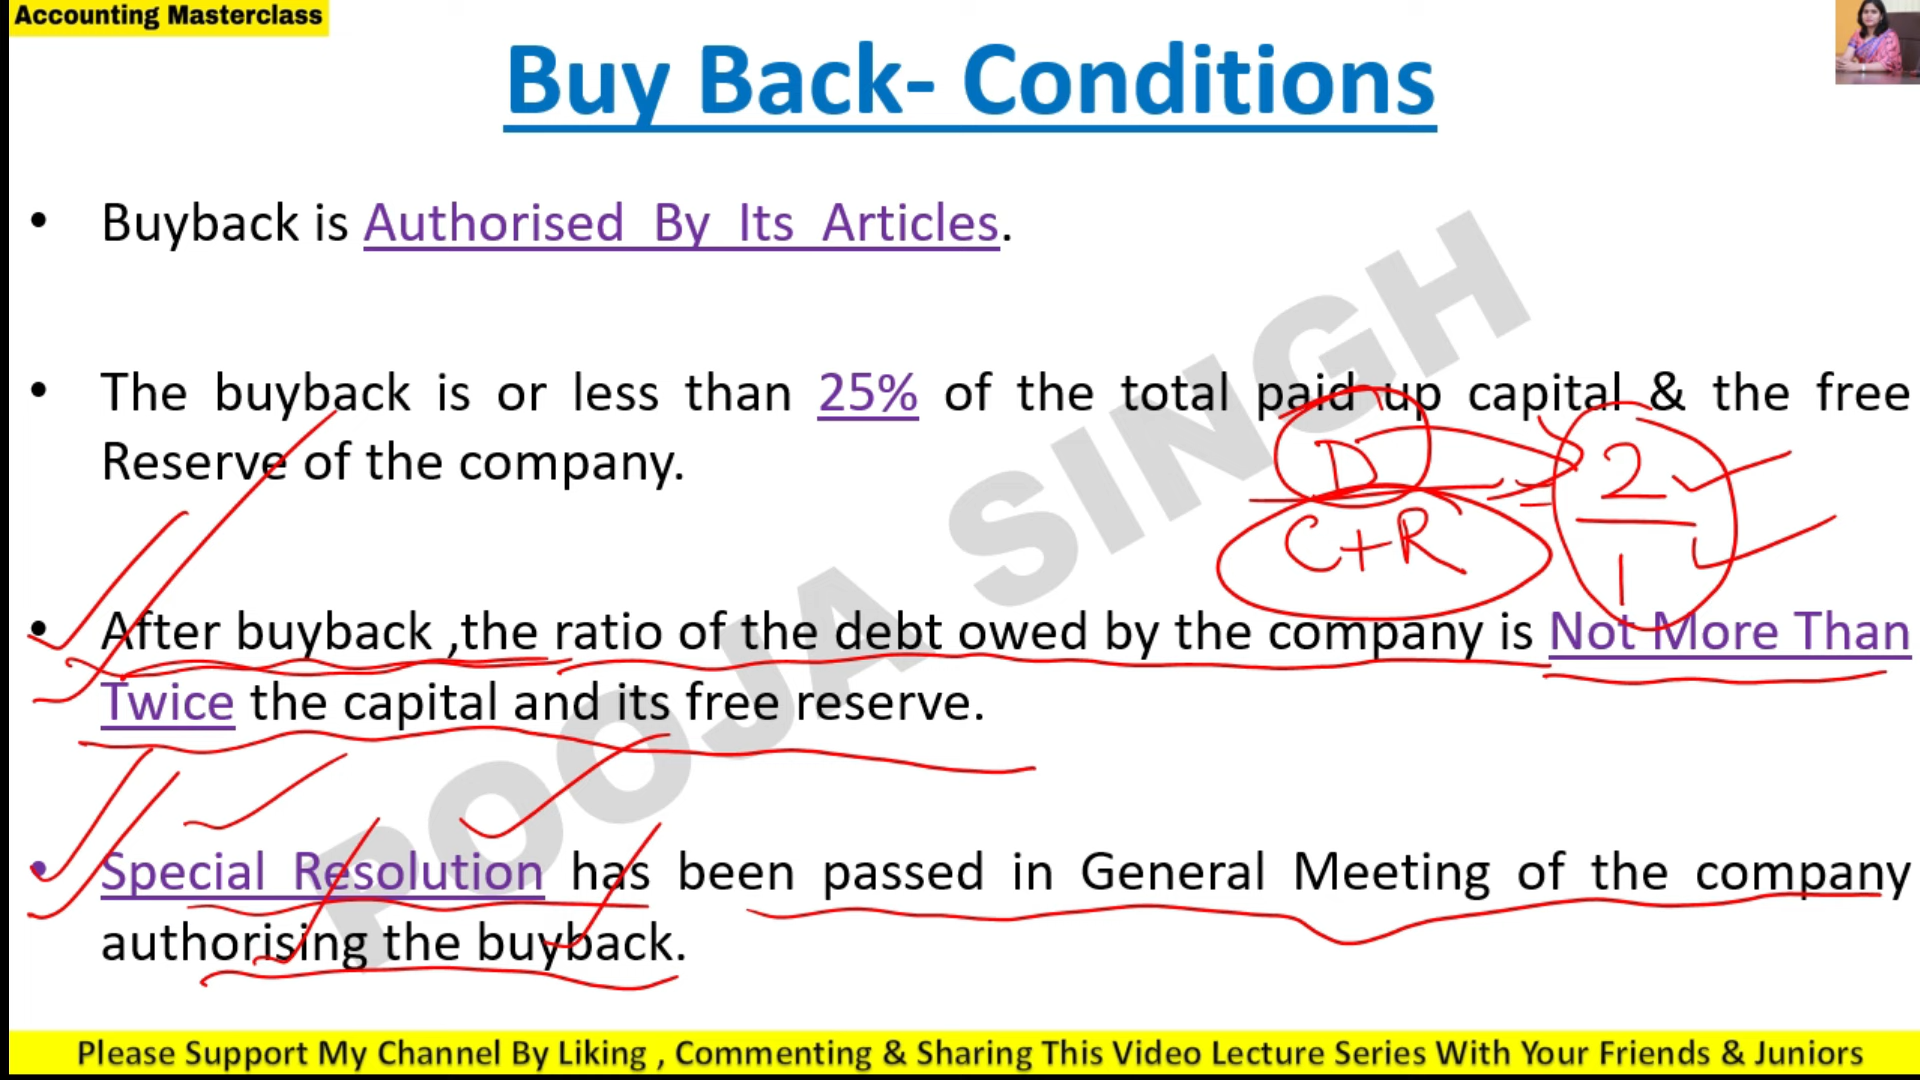 Accounting Masterclass
Buy Back- Conditions
• Buyback is Authorised By Its Articles.
• The buyback is or less than 25% of the total paid up capital & the free
Reserve of the company.
D
C+R
=
2
1
• After buyback ,the ratio of the debt owed by the company is Not More Than
Twice the capital and its free reserve.
• Special Resolution has been passed in General Meeting of the company
authorising the buyback.
POOJA SINGH
Please Support My Channel By Liking , Commenting & Sharing This Video Lecture Series With Your Friends & Juniors